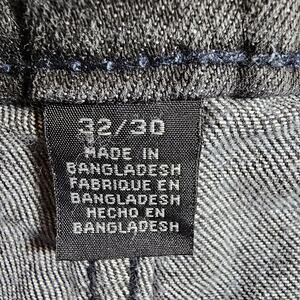 32/30
MADE IN
BANGLADESH
FABRIQUE EN
BANGLADESH
HECHO EN
BANGLADESH